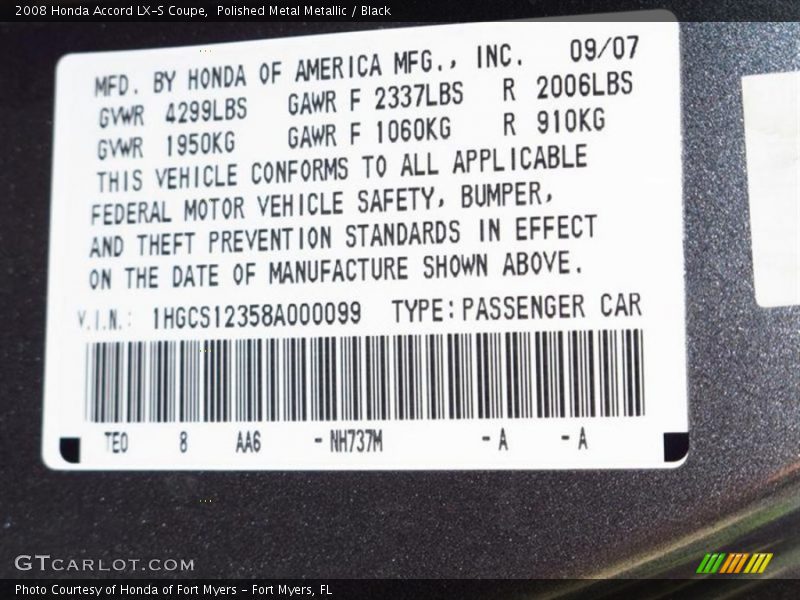 2008 Honda Accord LX-S Coupe, Polished Metal Metallic / Black
MFD. BY HONDA OF AMERICA MFG., INC. 09/07
GVWR 4299LBS GAWR F 2337LBS R 2006LBS
GVWR 1950KG GAWR F 1060KG R 910KG
THIS VEHICLE CONFORMS TO ALL APPLICABLE
FEDERAL MOTOR VEHICLE SAFETY, BUMPER,
AND THEFT PREVENTION STANDARDS IN EFFECT
ON THE DATE OF MANUFACTURE SHOWN ABOVE.
V.I.N.: 1HGCS12358A000099 TYPE: PASSENGER CAR
TE0 8 AA6 - NH737M - A - A
GTCARLOT.COM
Photo Courtesy of Honda of Fort Myers - Fort Myers, FL